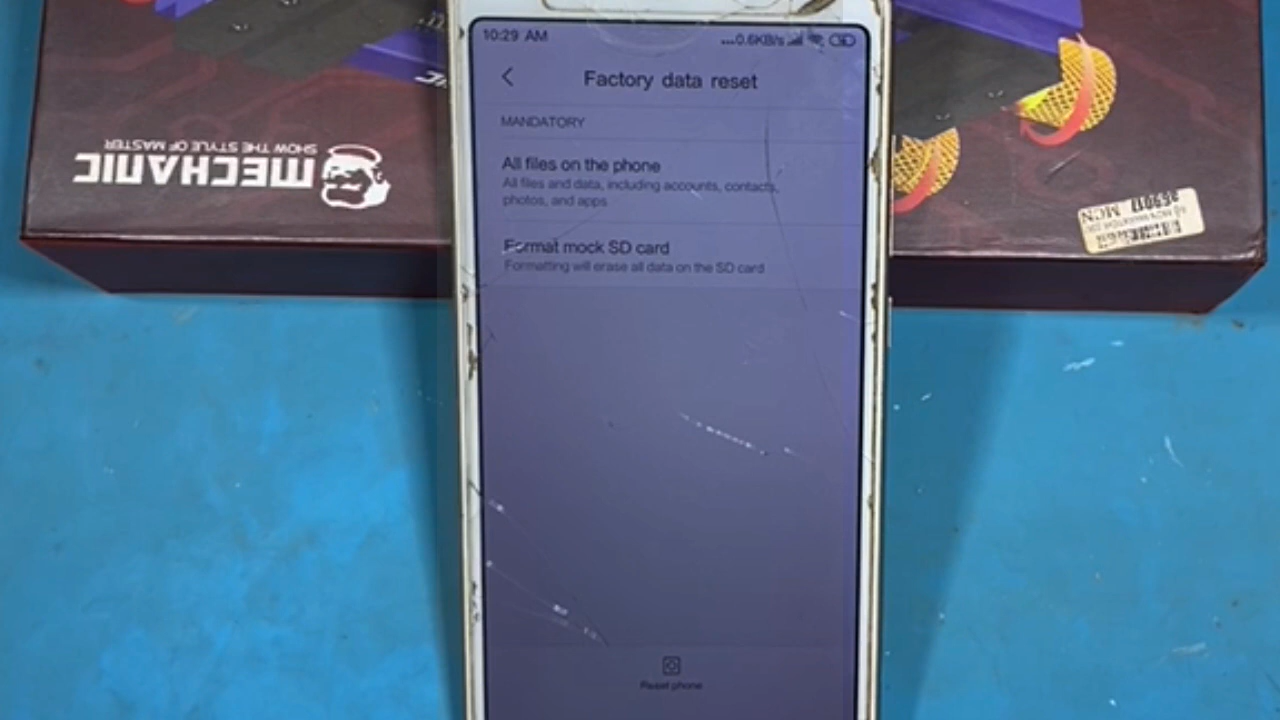 10:29 AM
...0.6KB/s
Factory data reset
MANDATORY
All files on the phone
All files and data, including accounts, contacts,
photos, and apps
Format mock SD card
Formatting will erase all data on the SD card
Reset phone
MECHANIC
SHOW THE STYLE OF MASTER
MCN